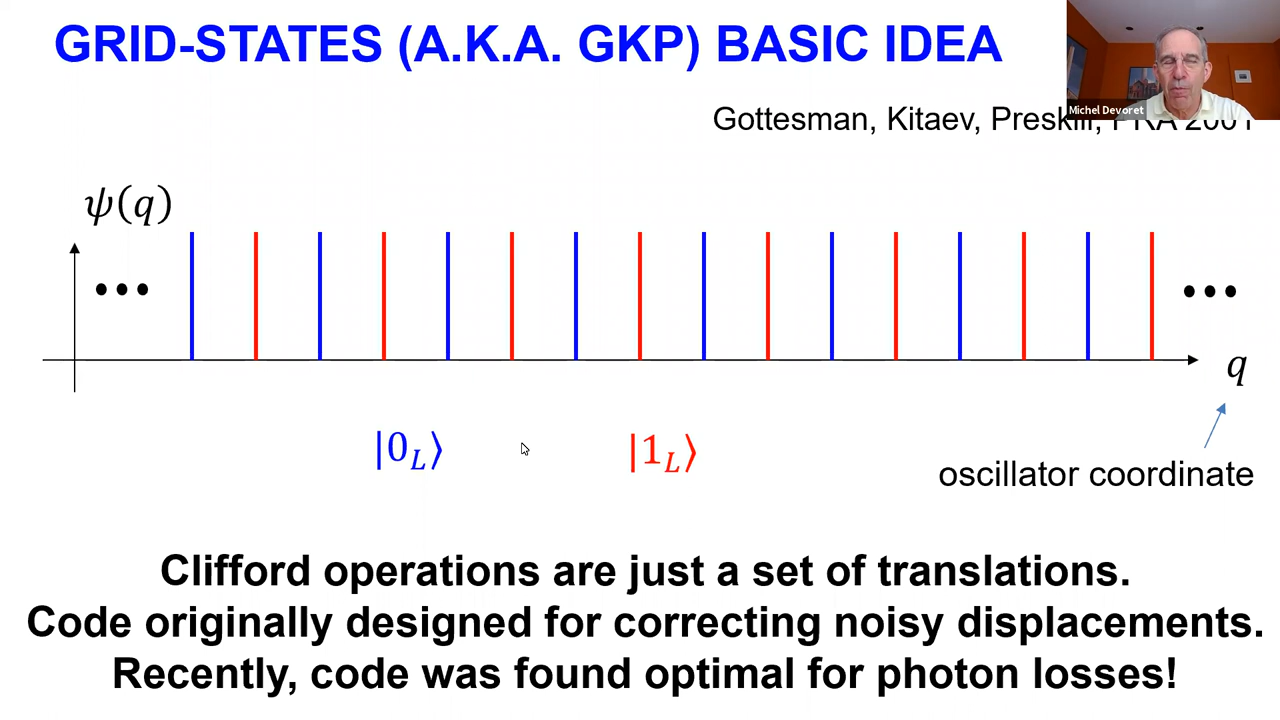 GRID-STATES (A.K.A. GKP) BASIC IDEA
Michel Devoret
Gottesman, Kitaev, Preskill, PRA 2001
ψ(q)
... ...
q
|0_L⟩ |1_L⟩
oscillator coordinate
Clifford operations are just a set of translations.
Code originally designed for correcting noisy displacements.
Recently, code was found optimal for photon losses!